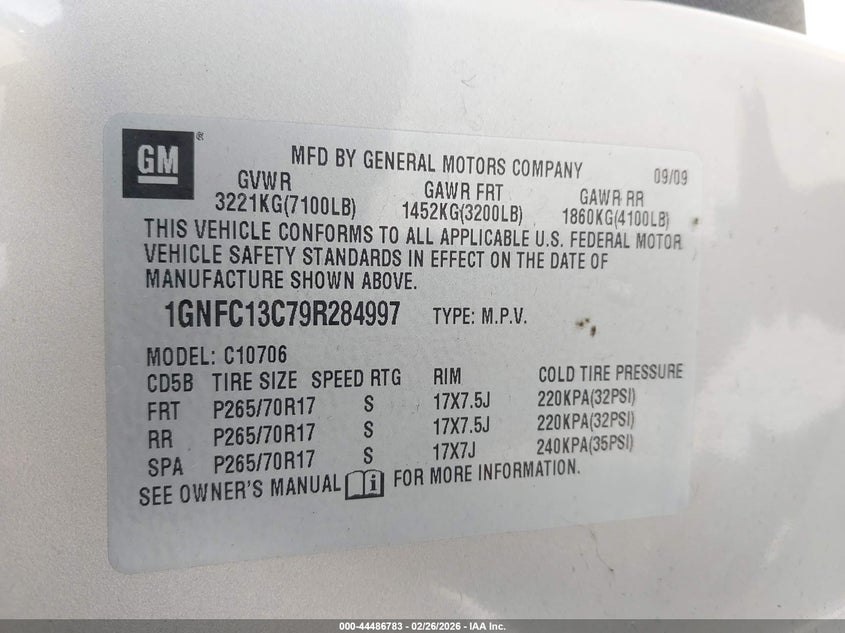 GM ®
MFD BY GENERAL MOTORS COMPANY 09/09
GVWR GAWR FRT GAWR RR
3221KG(7100LB) 1452KG(3200LB) 1860KG(4100LB)
THIS VEHICLE CONFORMS TO ALL APPLICABLE U.S. FEDERAL MOTOR
VEHICLE SAFETY STANDARDS IN EFFECT ON THE DATE OF
MANUFACTURE SHOWN ABOVE.
1GNFC13C79R284997 TYPE: M.P.V.
MODEL: C10706
CD5B TIRE SIZE SPEED RTG RIM COLD TIRE PRESSURE
FRT P265/70R17 S 17X7.5J 220KPA(32PSI)
RR P265/70R17 S 17X7.5J 220KPA(32PSI)
SPA P265/70R17 S 17X7J 240KPA(35PSI)
SEE OWNER'S MANUAL i FOR MORE INFORMATION.
000-44486783 - 02/26/2026 - IAA Inc.